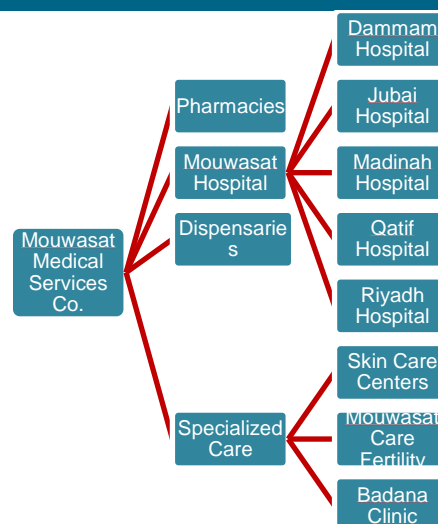 Dammam
Hospital
Jubai
Hospital
Pharmacies
Mouwasat
Hospital
Madinah
Hospital
Dispensarie
s
Qatif
Hospital
Mouwasat
Medical
Services
Co.
Riyadh
Hospital
Skin Care
Centers
Specialized
Care
Mouwasat
Care
Fertility
Badana
Clinic